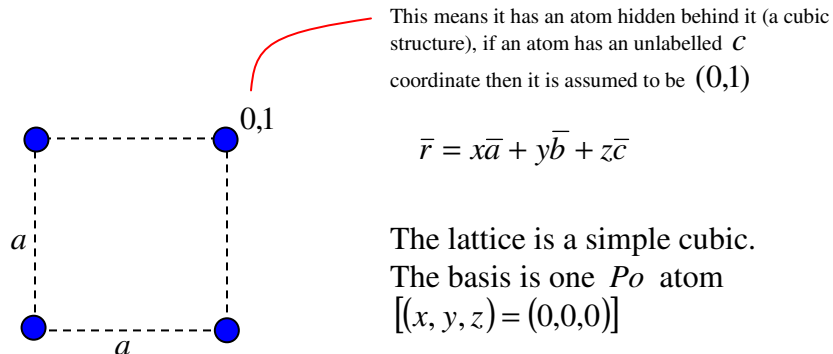 This means it has an atom hidden behind it (a cubic
structure), if an atom has an unlabelled c
coordinate then it is assumed to be (0,1)
0,1
r̅ = xa̅ + yb̅ + zc̅
a
The lattice is a simple cubic.
The basis is one Po atom
[(x, y, z) = (0,0,0)]
a